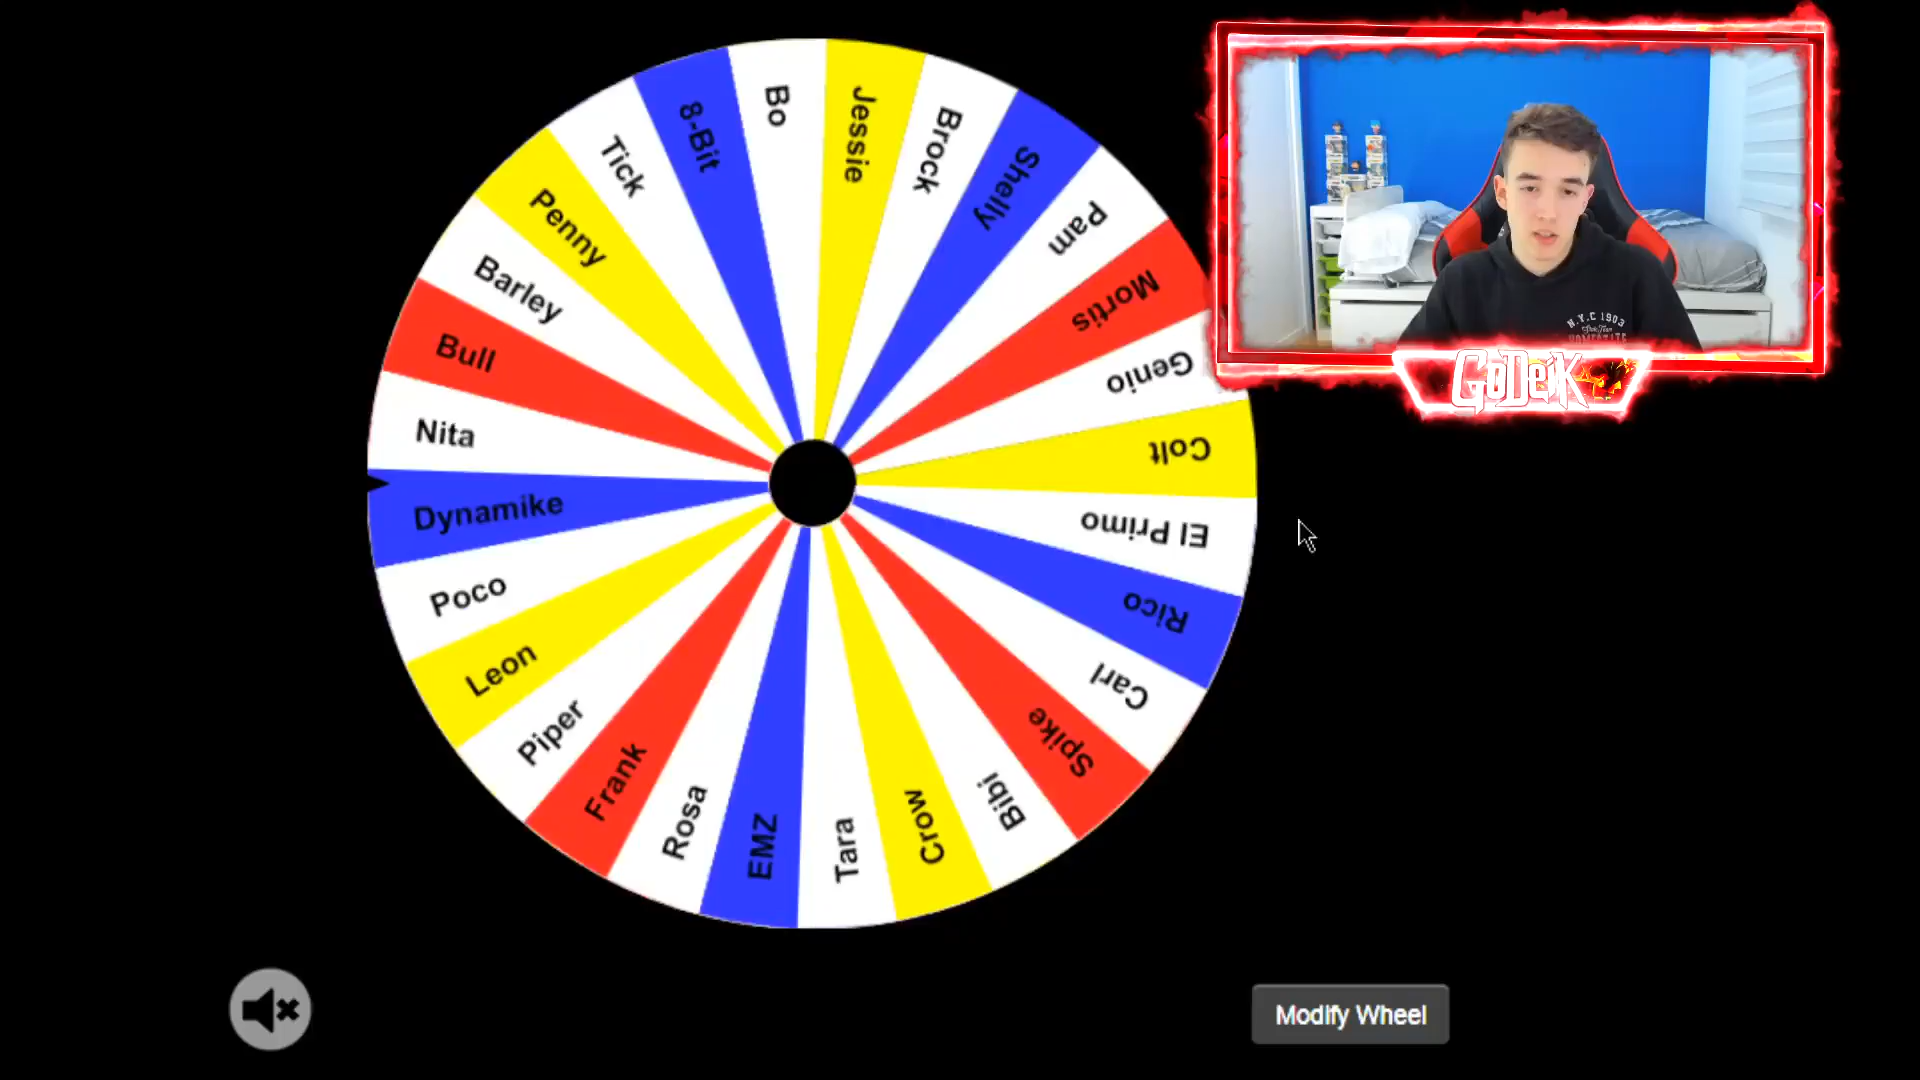 Bo
Jessie
Brock
Shelly
Pam
Mortis
Genio
Colt
El Primo
Rico
Carl
Spike
Bibi
Crow
Tara
EMZ
Rosa
Frank
Piper
Leon
Poco
Dynamike
Nita
Bull
Barley
Penny
Tick
8-Bit
N.Y.C 1903
GoDeiK
Modify Wheel